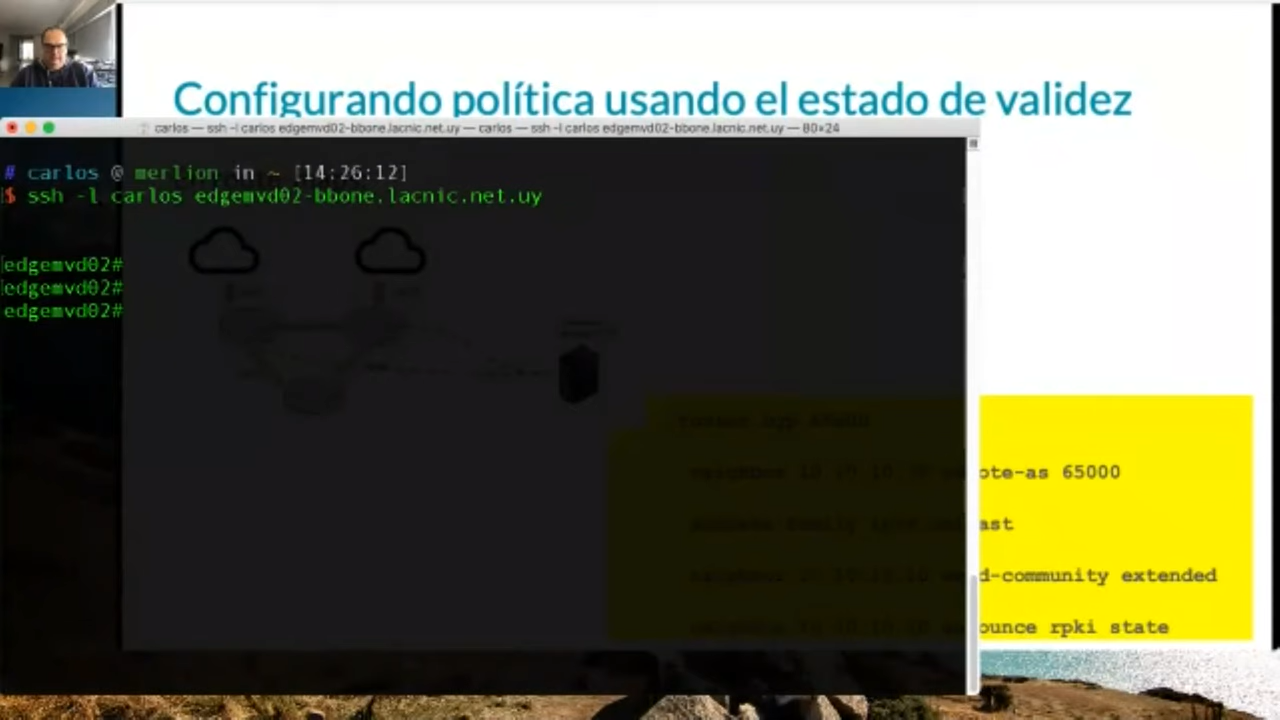 Configurando política usando el estado de validez
carlos — ssh -l carlos edgemvd02-bbone.lacnic.net.uy — carlos — ssh -l carlos edgemvd02-bbone.lacnic.net.uy — 80×24
# carlos @ merlion in ~ [14:26:12]
$ ssh -l carlos edgemvd02-bbone.lacnic.net.uy
edgemvd02#
edgemvd02#
edgemvd02#
router bgp
ote-as 65000
ast
d-community extended
ounce rpki state